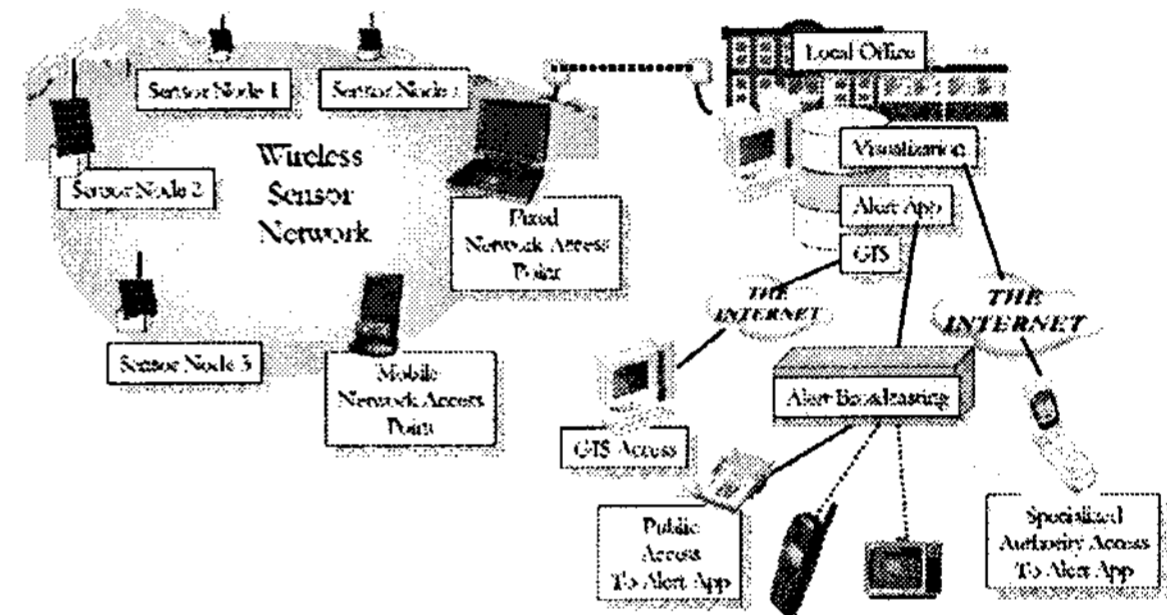 Local Office
Sensor Node 1
Sensor Node
Visualization
Wireless
Sensor
Network
Sensor Node 2
Alert App
Fixed
Network Access
Point
GIS
THE
INTERNET
THE
INTERNET
Sensor Node 3
Mobile
Network Access
Point
Alert Broadcasting
GIS Access
Public
Access
To Alert App
Specialized
Authority Access
To Alert App